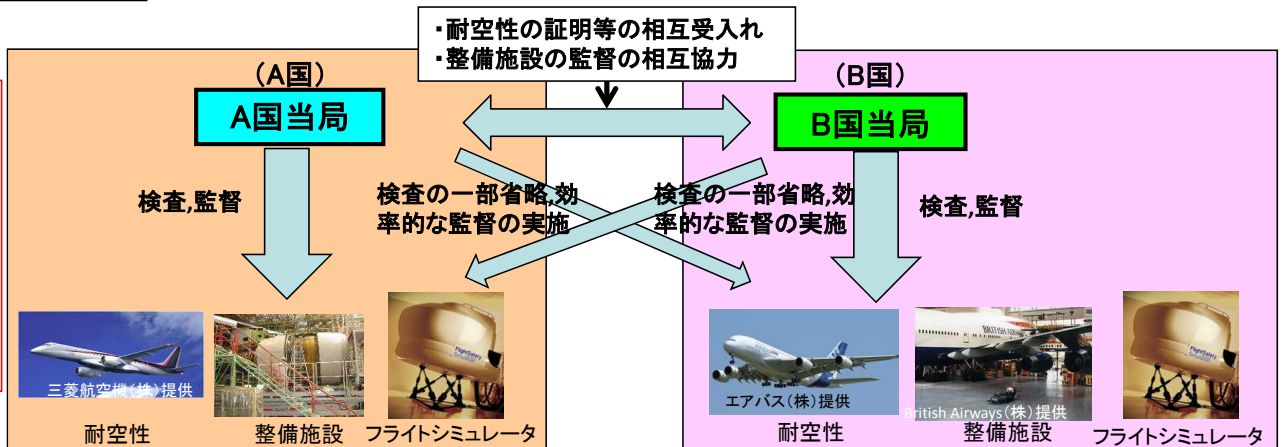 ・耐空性の証明等の相互受入れ
・整備施設の監督の相互協力
（A国）
A国当局
（B国）
B国当局
検査,監督
検査の一部省略,効
率的な監督の実施
検査の一部省略,効
率的な監督の実施
検査,監督
三菱航空機（株）提供
FlightSafety
エアバス（株）提供
BRITISH AIRWAYS
British Airways（株）提供
FlightSafety
耐空性
整備施設
フライトシミュレータ
耐空性
整備施設
フライトシミュレータ